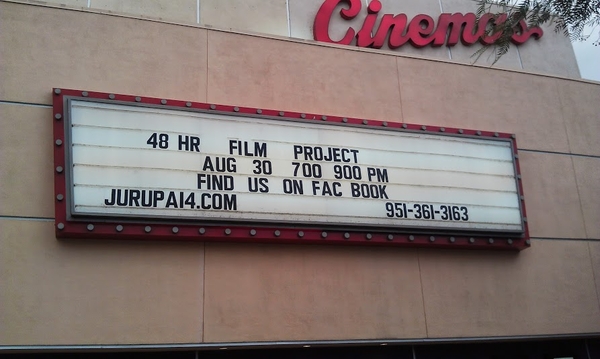 Cinemas
48 HR FILM PROJECT
AUG 30 700 900 PM
FIND US ON FAC BOOK
JURUPA14.COM 951-361-3163